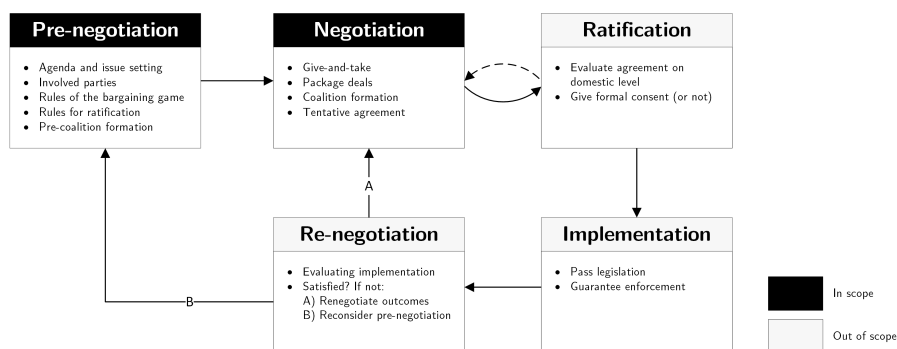 Pre-negotiation
• Agenda and issue setting
• Involved parties
• Rules of the bargaining game
• Rules for ratification
• Pre-coalition formation
Negotiation
• Give-and-take
• Package deals
• Coalition formation
• Tentative agreement
Ratification
• Evaluate agreement on
domestic level
• Give formal consent (or not)
A
Re-negotiation
• Evaluating implementation
• Satisfied? If not:
A) Renegotiate outcomes
B) Reconsider pre-negotiation
B
Implementation
• Pass legislation
• Guarantee enforcement
In scope
Out of scope